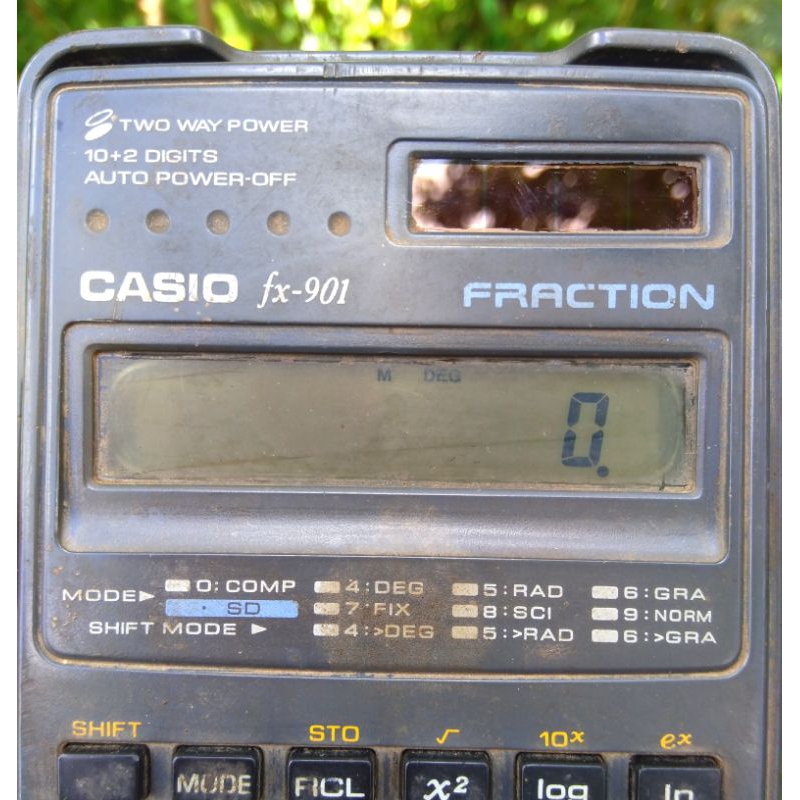 TWO WAY POWER
10+2 DIGITS
AUTO POWER-OFF
CASIO fx-901 FRACTION
M DEG
0.
MODE▶ 0: COMP 4: DEG 5: RAD 6: GRA
· SD 7: FIX 8: SCI 9: NORM
SHIFT MODE ▶ 4:>DEG 5:>RAD 6:>GRA
SHIFT STO √ 10ˣ eˣ
MODE RCL x² log ln